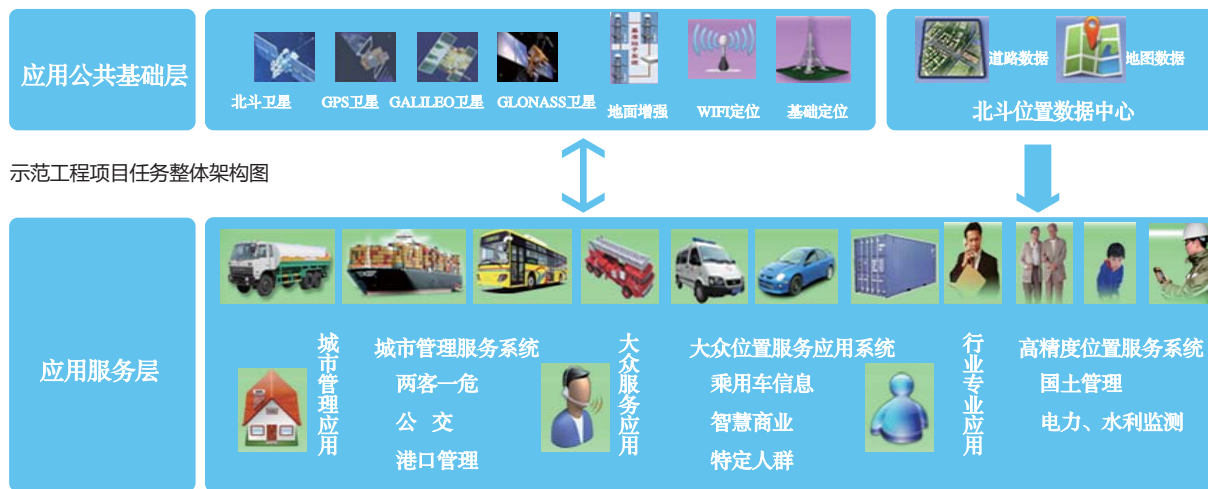 应用公共基础层
北斗卫星
GPS卫星
GALILEO卫星
GLONASS卫星
地面增强
WIFI定位
基础定位
道路数据
地图数据
北斗位置数据中心
示范工程项目任务整体架构图
应用服务层
城市管理应用
城市管理服务系统
两客一危
公 交
港口管理
大众服务应用
大众位置服务应用系统
乘用车信息
智慧商业
特定人群
行业专业应用
高精度位置服务系统
国土管理
电力、水利监测